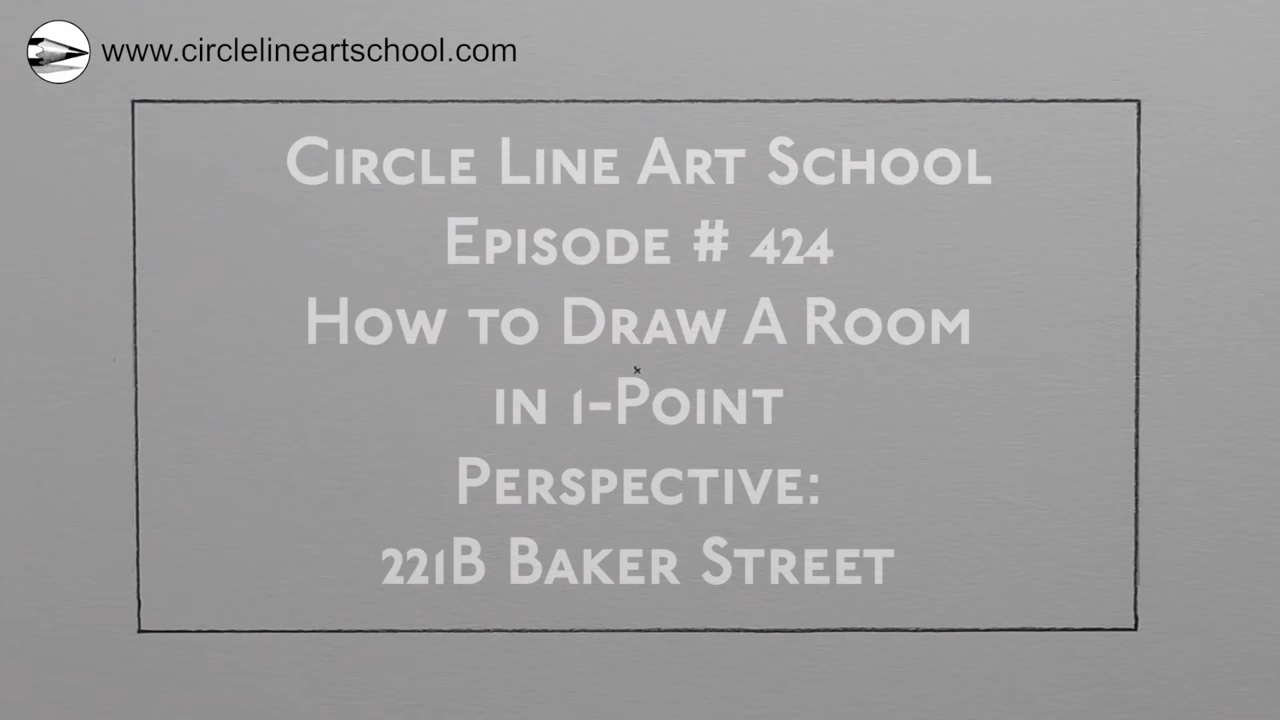 www.circlelineartschool.com
Circle Line Art School
Episode # 424
How to Draw A Room
in 1-Point
Perspective:
221B Baker Street